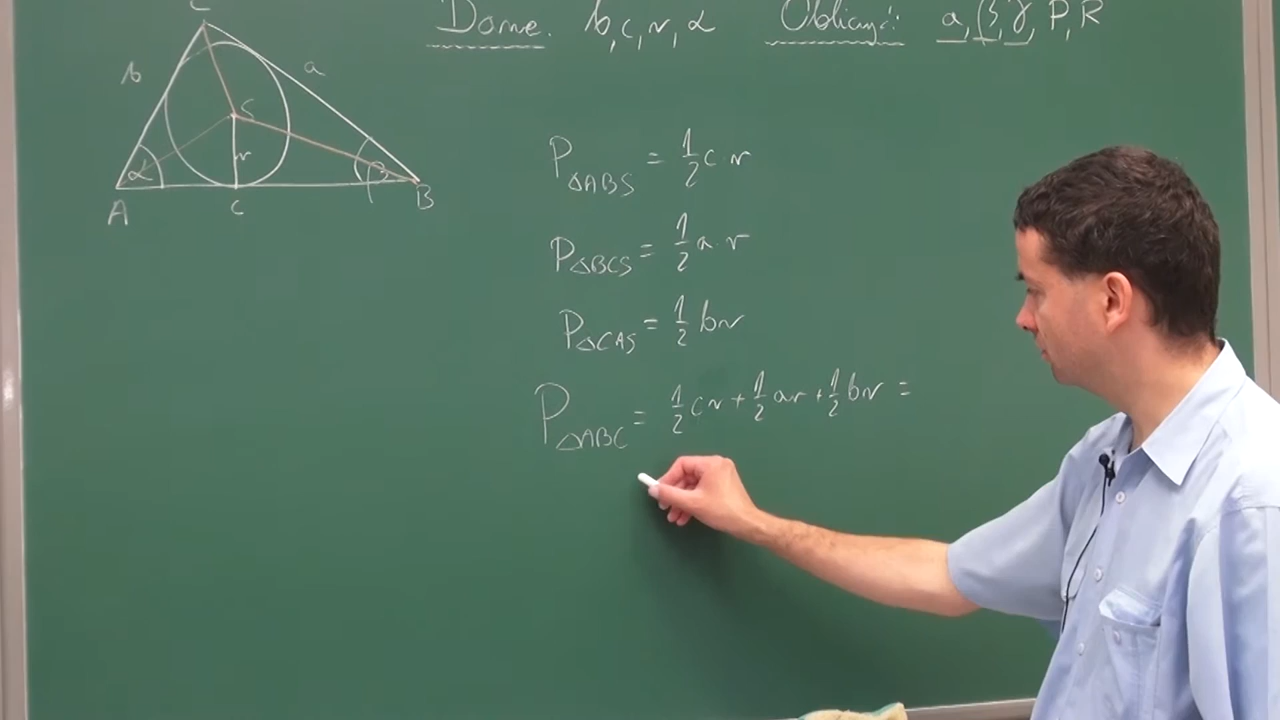 Dane: b, c, r, α Obliczyć: a, β, γ, P, R
C
b a
S
r
α β
A c B
P△ABS = 1/2 c · r
P△BCS = 1/2 a · r
P△CAS = 1/2 br
P△ABC = 1/2 cr + 1/2 ar + 1/2 br =